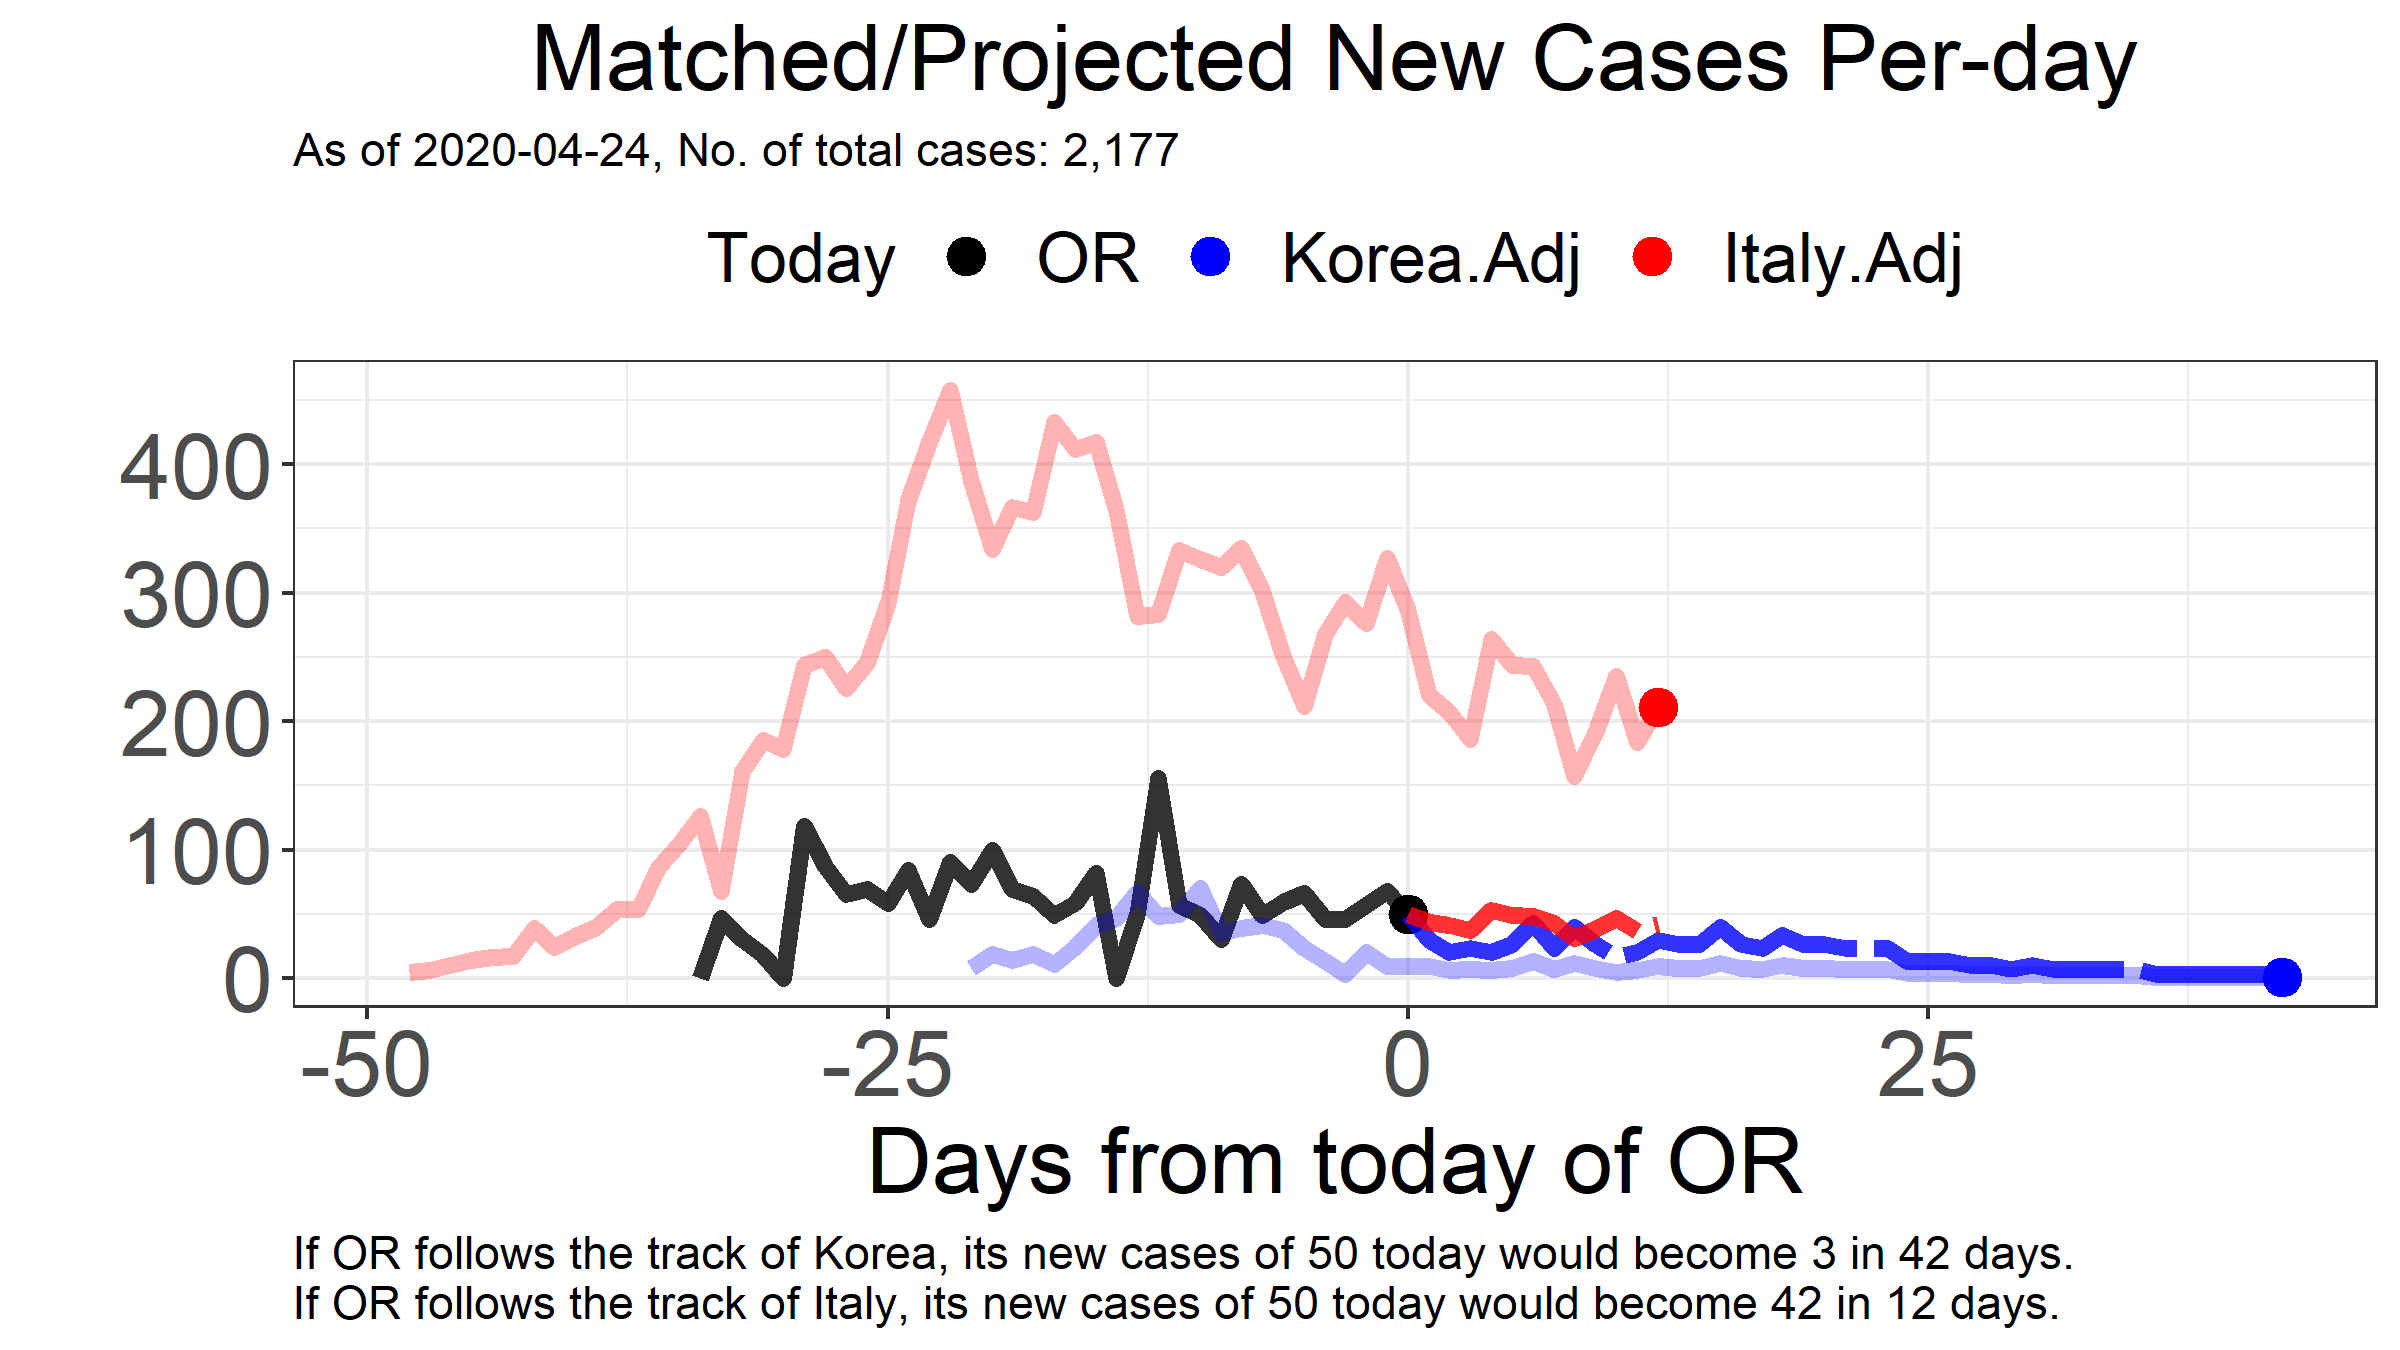 Matched/Projected New Cases Per-day
As of 2020-04-24, No. of total cases: 2,177
Today OR Korea.Adj Italy.Adj
400
300
200
100
0
-50 -25 0 25
Days from today of OR
If OR follows the track of Korea, its new cases of 50 today would become 3 in 42 days.
If OR follows the track of Italy, its new cases of 50 today would become 42 in 12 days.